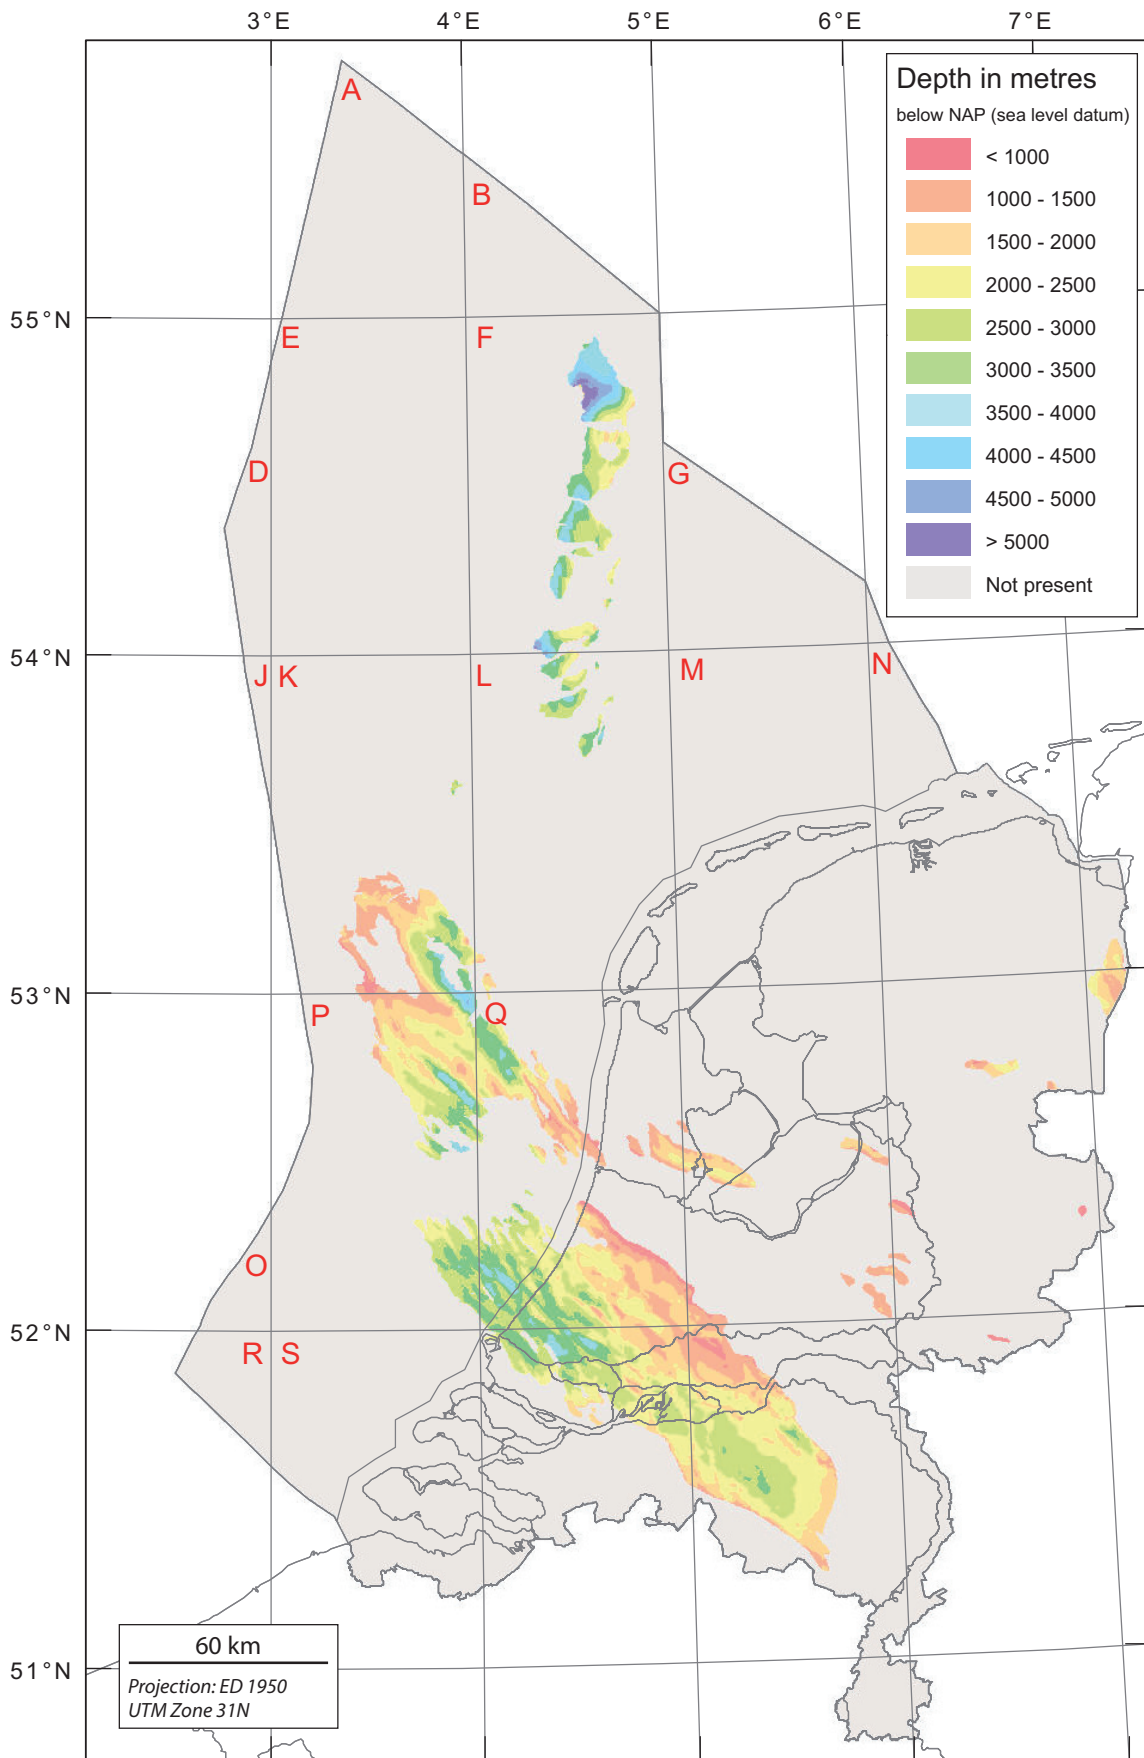 3°E 4°E 5°E 6°E 7°E
Depth in metres
below NAP (sea level datum)
< 1000
1000 - 1500
1500 - 2000
2000 - 2500
2500 - 3000
3000 - 3500
3500 - 4000
4000 - 4500
4500 - 5000
> 5000
Not present
A
B
55°N
E F
D G
54°N
J K L M N
53°N
P Q
O
52°N
R S
51°N
60 km
Projection: ED 1950
UTM Zone 31N